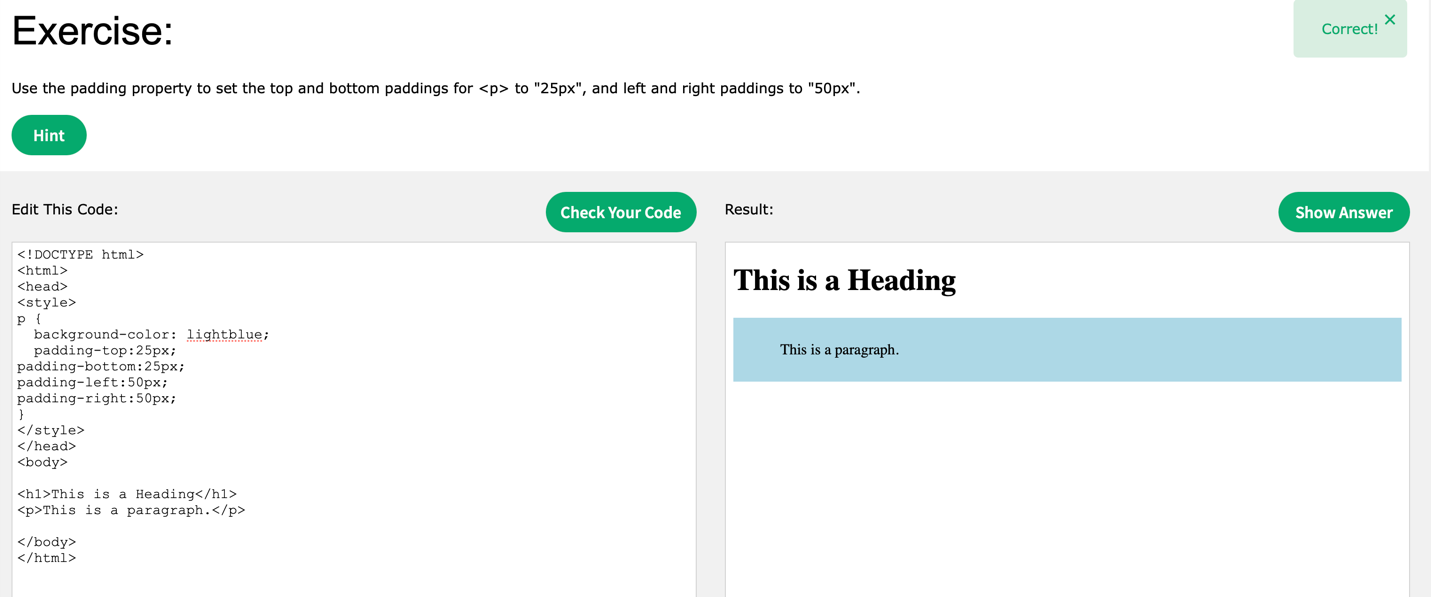 Exercise:
Correct!
×
Use the padding property to set the top and bottom paddings for <p> to "25px", and left and right paddings to "50px".
Hint
Edit This Code:
Check Your Code
<!DOCTYPE html>
<html>
<head>
<style>
p {
  background-color: lightblue;
  padding-top:25px;
padding-bottom:25px;
padding-left:50px;
padding-right:50px;
}
</style>
</head>
<body>

<h1>This is a Heading</h1>
<p>This is a paragraph.</p>

</body>
</html>
Result:
Show Answer
This is a Heading
This is a paragraph.